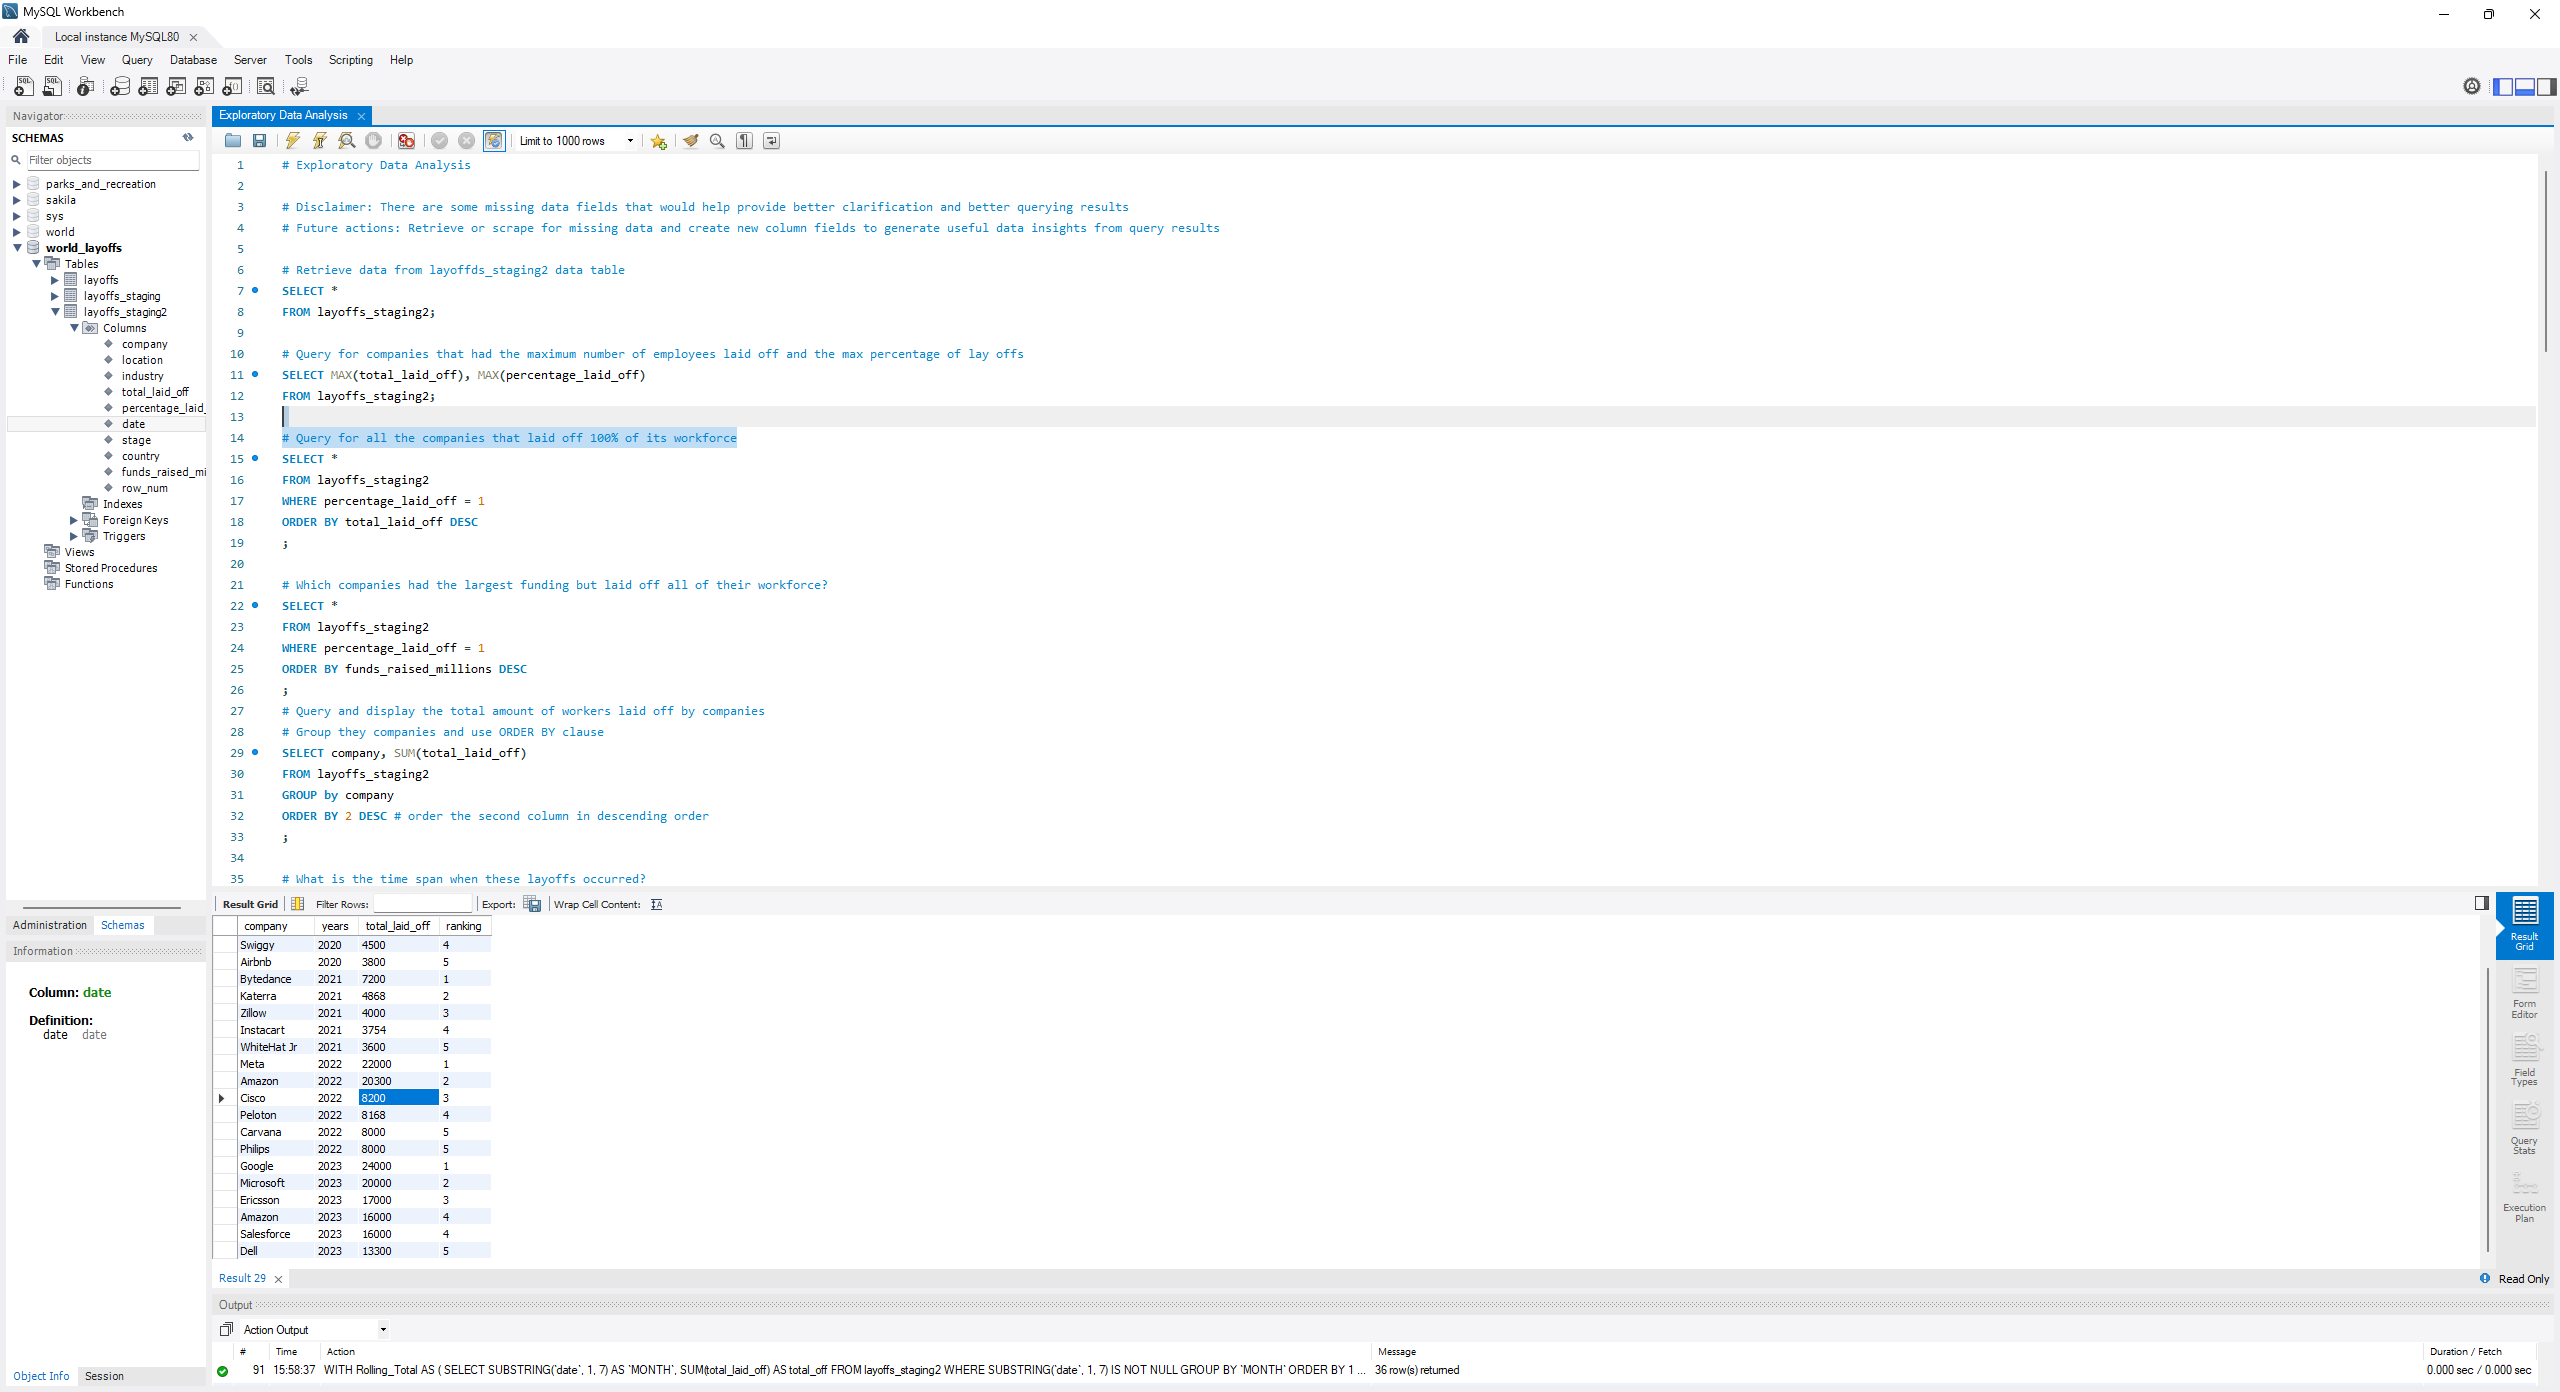 MySQL Workbench
Local instance MySQL80
File Edit View Query Database Server Tools Scripting Help
Navigator
SCHEMAS
Filter objects
parks_and_recreation
sakila
sys
world
world_layoffs
Tables
layoffs
layoffs_staging
layoffs_staging2
Columns
company
location
industry
total_laid_off
percentage_laid_
date
stage
country
funds_raised_mi
row_num
Indexes
Foreign Keys
Triggers
Views
Stored Procedures
Functions
Administration Schemas
Information
Column: date
Definition:
date date
Object Info Session
Exploratory Data Analysis
Limit to 1000 rows
1 # Exploratory Data Analysis
2
3 # Disclaimer: There are some missing data fields that would help provide better clarification and better querying results
4 # Future actions: Retrieve or scrape for missing data and create new column fields to generate useful data insights from query results
5
6 # Retrieve data from layoffds_staging2 data table
7 SELECT *
8 FROM layoffs_staging2;
9
10 # Query for companies that had the maximum number of employees laid off and the max percentage of lay offs
11 SELECT MAX(total_laid_off), MAX(percentage_laid_off)
12 FROM layoffs_staging2;
13
14 # Query for all the companies that laid off 100% of its workforce
15 SELECT *
16 FROM layoffs_staging2
17 WHERE percentage_laid_off = 1
18 ORDER BY total_laid_off DESC
19 ;
20
21 # Which companies had the largest funding but laid off all of their workforce?
22 SELECT *
23 FROM layoffs_staging2
24 WHERE percentage_laid_off = 1
25 ORDER BY funds_raised_millions DESC
26 ;
27 # Query and display the total amount of workers laid off by companies
28 # Group they companies and use ORDER BY clause
29 SELECT company, SUM(total_laid_off)
30 FROM layoffs_staging2
31 GROUP by company
32 ORDER BY 2 DESC # order the second column in descending order
33 ;
34
35 # What is the time span when these layoffs occurred?
Result Grid Filter Rows: Export: Wrap Cell Content:
company years total_laid_off ranking
Swiggy 2020 4500 4
Airbnb 2020 3800 5
Bytedance 2021 7200 1
Katerra 2021 4868 2
Zillow 2021 4000 3
Instacart 2021 3754 4
WhiteHat Jr 2021 3600 5
Meta 2022 22000 1
Amazon 2022 20300 2
Cisco 2022 8200 3
Peloton 2022 8168 4
Carvana 2022 8000 5
Philips 2022 8000 5
Google 2023 24000 1
Microsoft 2023 20000 2
Ericsson 2023 17000 3
Amazon 2023 16000 4
Salesforce 2023 16000 4
Dell 2023 13300 5
Result Grid
Form Editor
Field Types
Query Stats
Execution Plan
Result 29
Read Only
Output
Action Output
# Time Action Message Duration / Fetch
91 15:58:37 WITH Rolling_Total AS ( SELECT SUBSTRING(`date`, 1, 7) AS `MONTH`, SUM(total_laid_off) AS total_off FROM layoffs_staging2 WHERE SUBSTRING(`date`, 1, 7) IS NOT NULL GROUP BY `MONTH` ORDER BY 1 ... 36 row(s) returned 0.000 sec / 0.000 sec